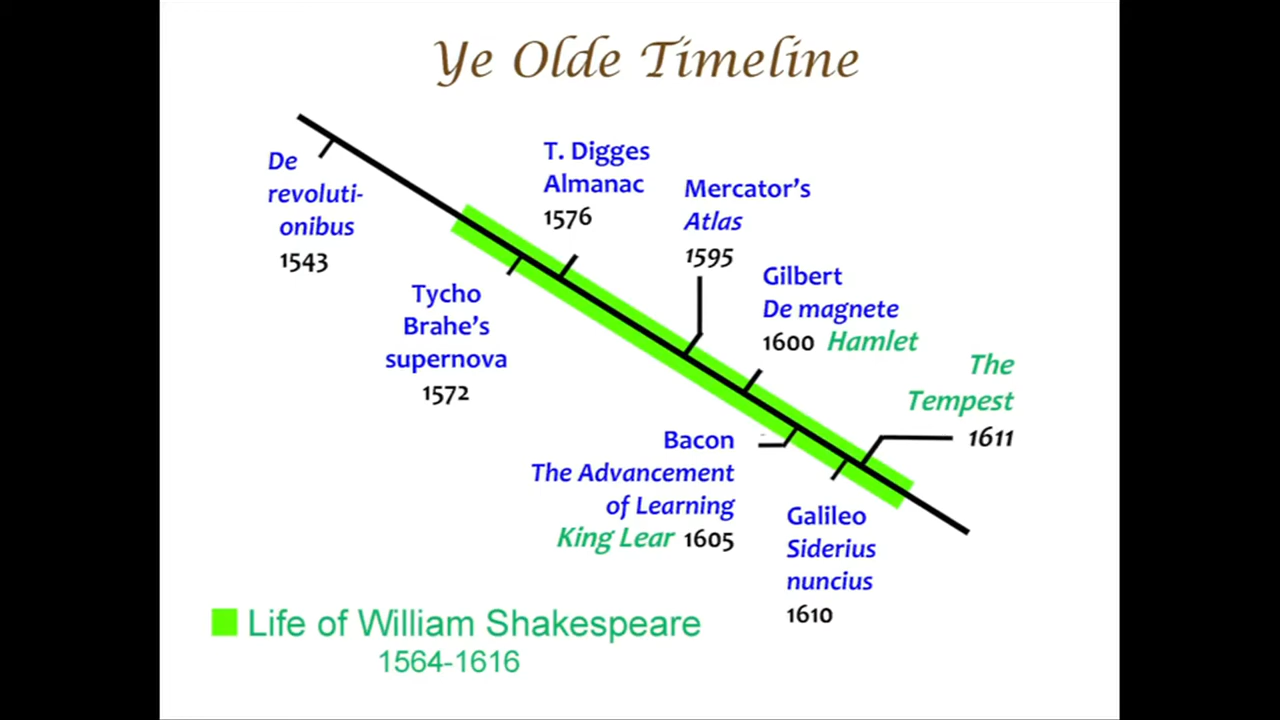 Ye Olde Timeline
De
revoluti-
onibus
1543
T. Digges
Almanac
1576
Mercator's
Atlas
1595
Tycho
Brahe's
supernova
1572
Gilbert
De magnete
1600 Hamlet
The
Tempest
1611
Bacon
The Advancement
of Learning
King Lear 1605
Galileo
Siderius
nuncius
1610
Life of William Shakespeare
1564-1616